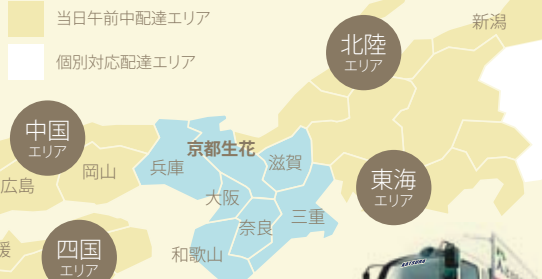 当日午前中配達エリア
個別対応配達エリア
新潟
北陸
エリア
中国
エリア
京都生花
滋賀
兵庫
岡山
広島
東海
エリア
大阪
奈良
三重
和歌山
四国
エリア